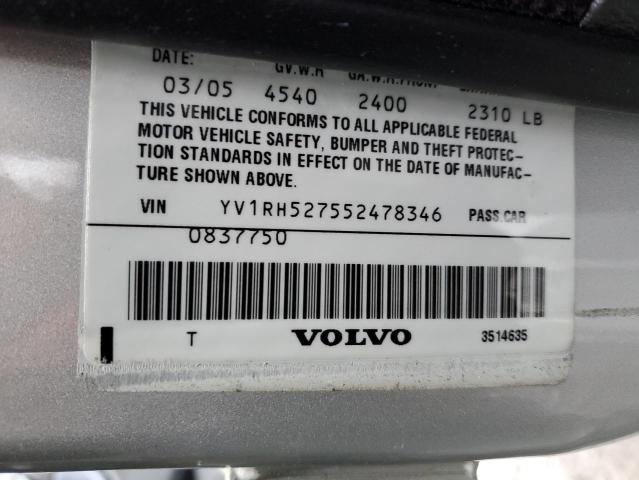 DATE: G.V.W.R GA.W.R.FRONT
03/05 4540 2400 2310 LB
THIS VEHICLE CONFORMS TO ALL APPLICABLE FEDERAL
MOTOR VEHICLE SAFETY, BUMPER AND THEFT PROTEC-
TION STANDARDS IN EFFECT ON THE DATE OF MANUFAC-
TURE SHOWN ABOVE.
VIN YV1RH527552478346 PASS.CAR
0837750
T VOLVO 3514635